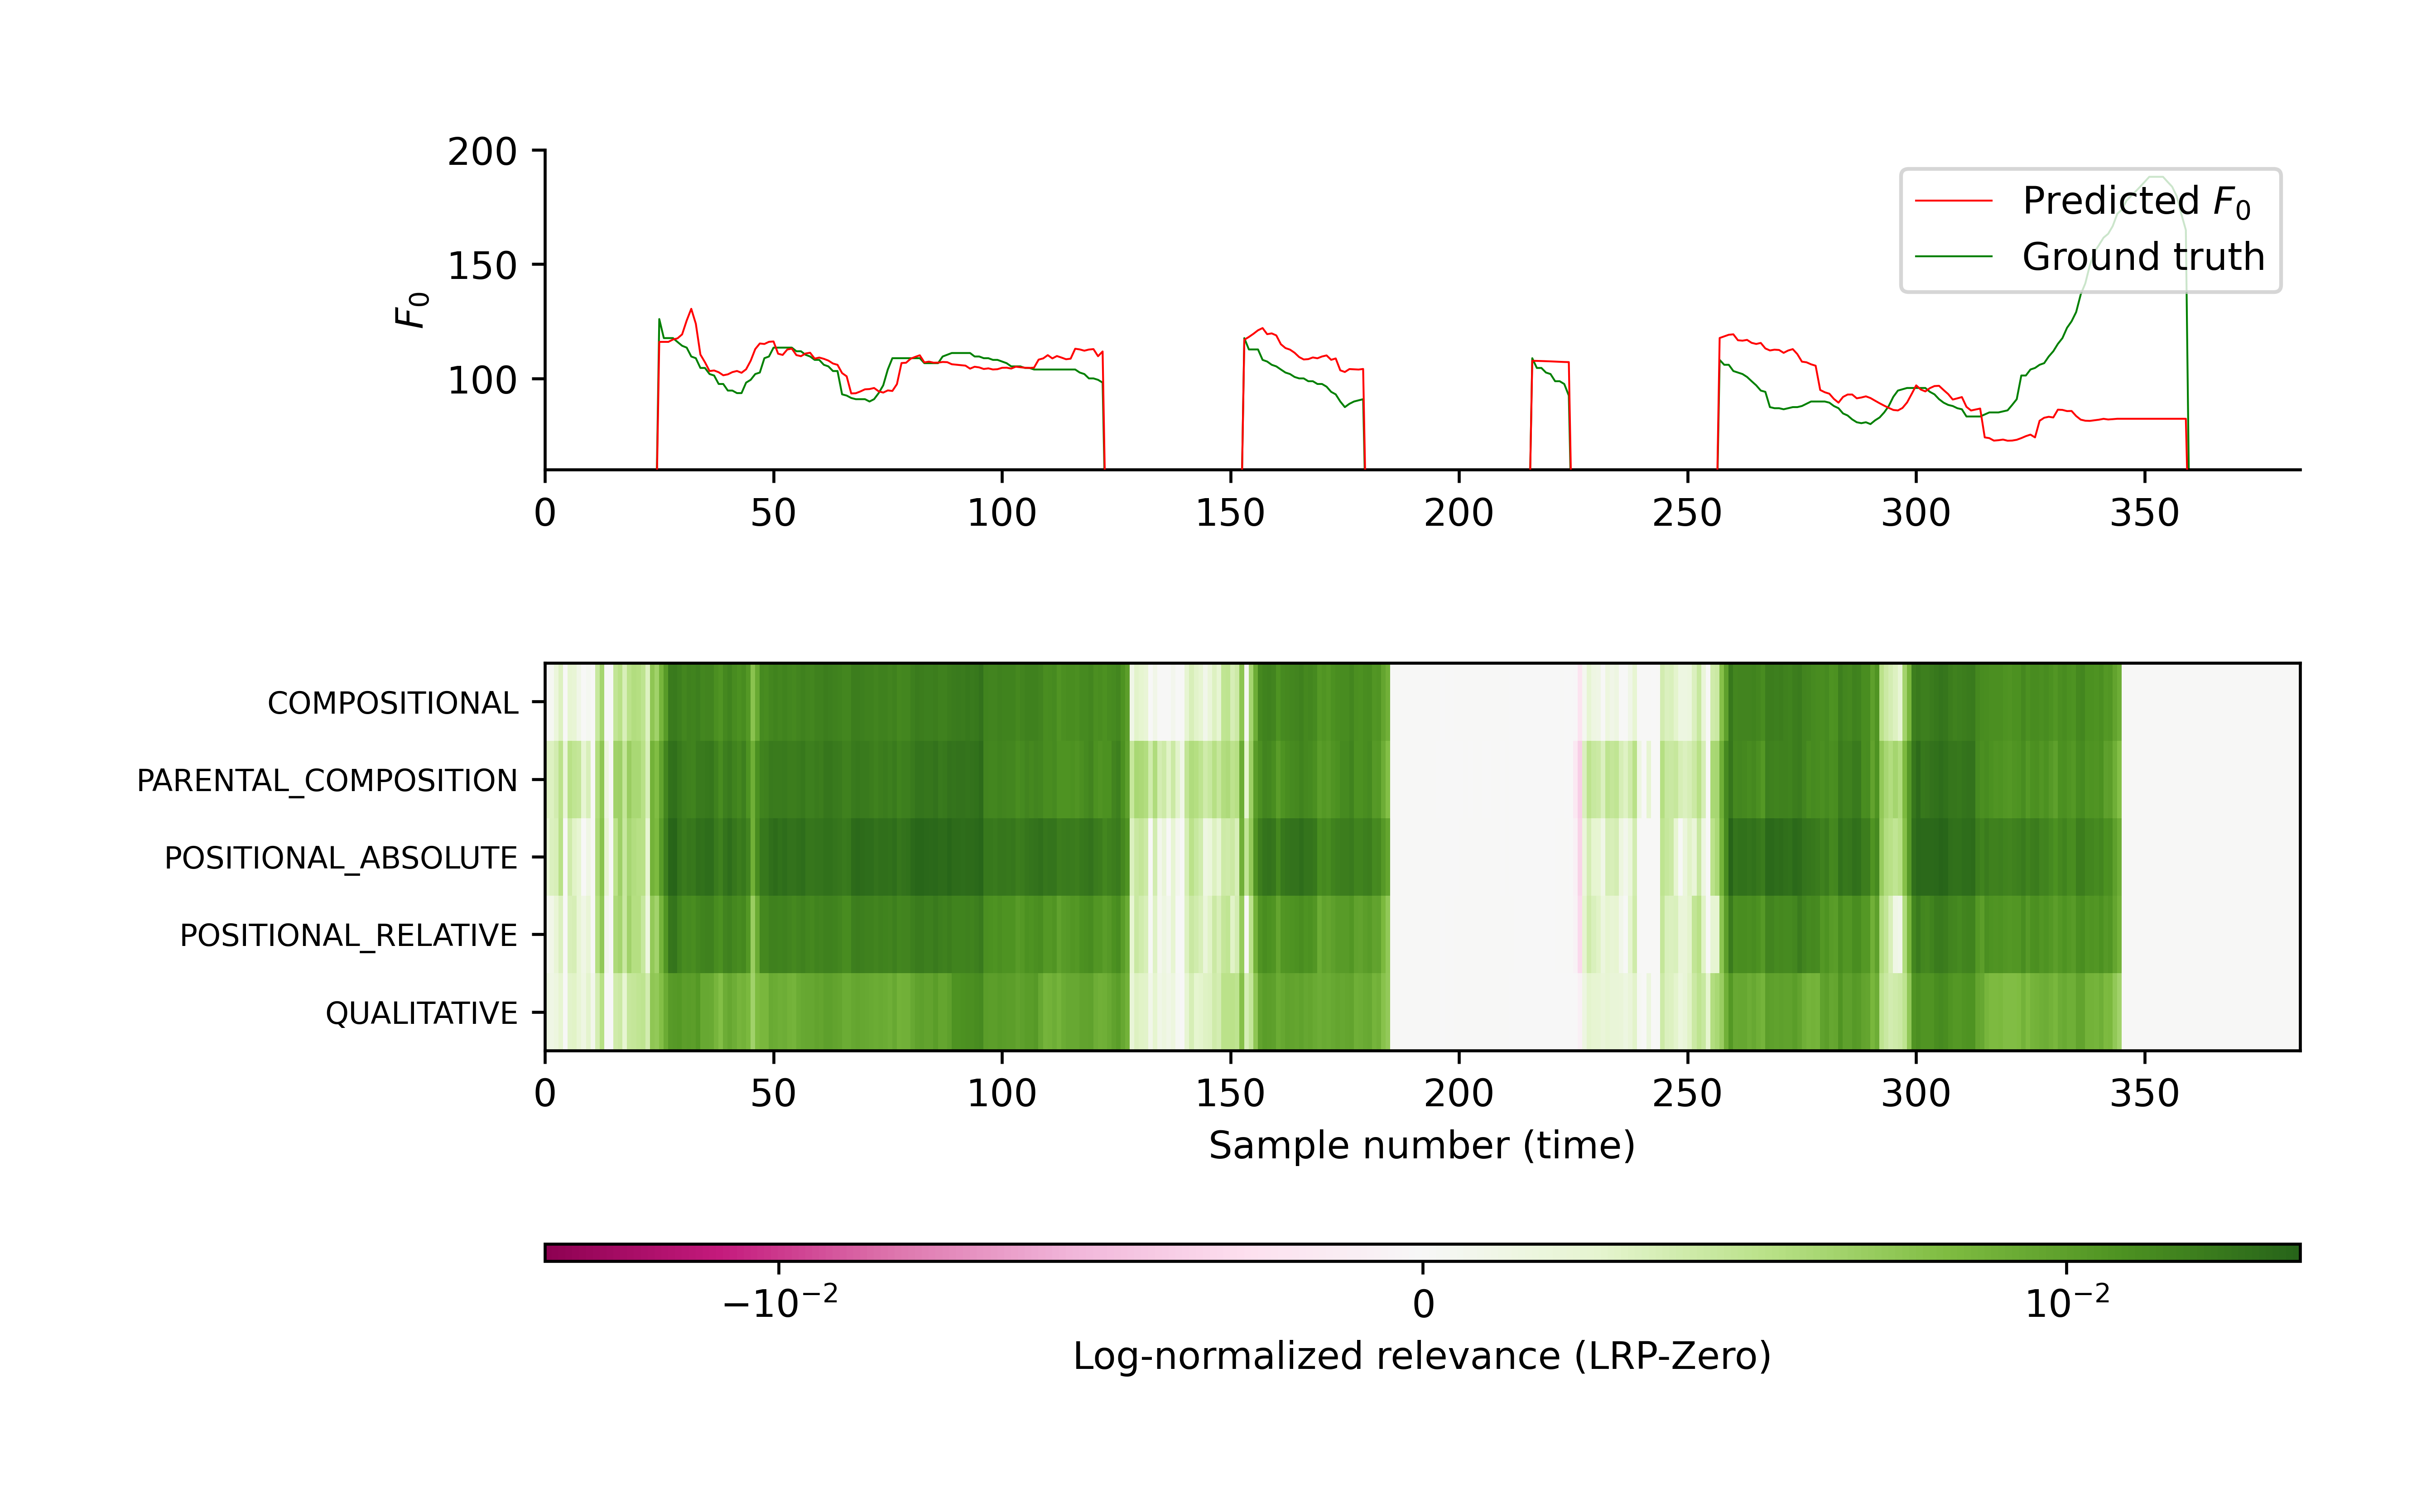 200
150
100
F₀
Predicted F₀
Ground truth
0 50 100 150 200 250 300 350
COMPOSITIONAL
PARENTAL_COMPOSITION
POSITIONAL_ABSOLUTE
POSITIONAL_RELATIVE
QUALITATIVE
0 50 100 150 200 250 300 350
Sample number (time)
−10⁻² 0 10⁻²
Log-normalized relevance (LRP-Zero)